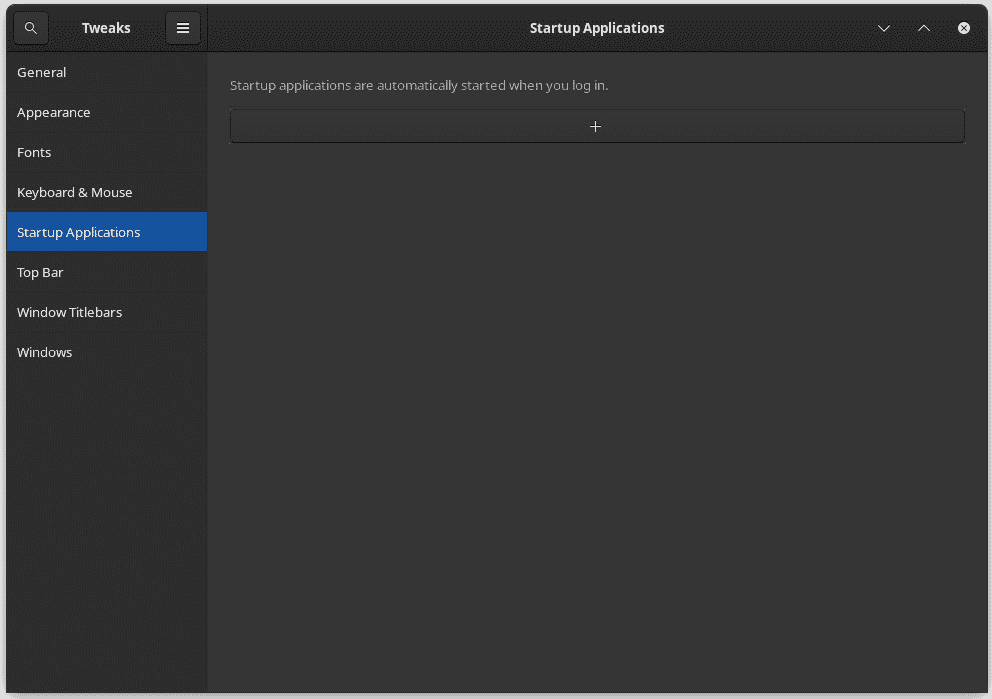 Tweaks
Startup Applications
General
Appearance
Fonts
Keyboard & Mouse
Startup Applications
Top Bar
Window Titlebars
Windows
Startup applications are automatically started when you log in.